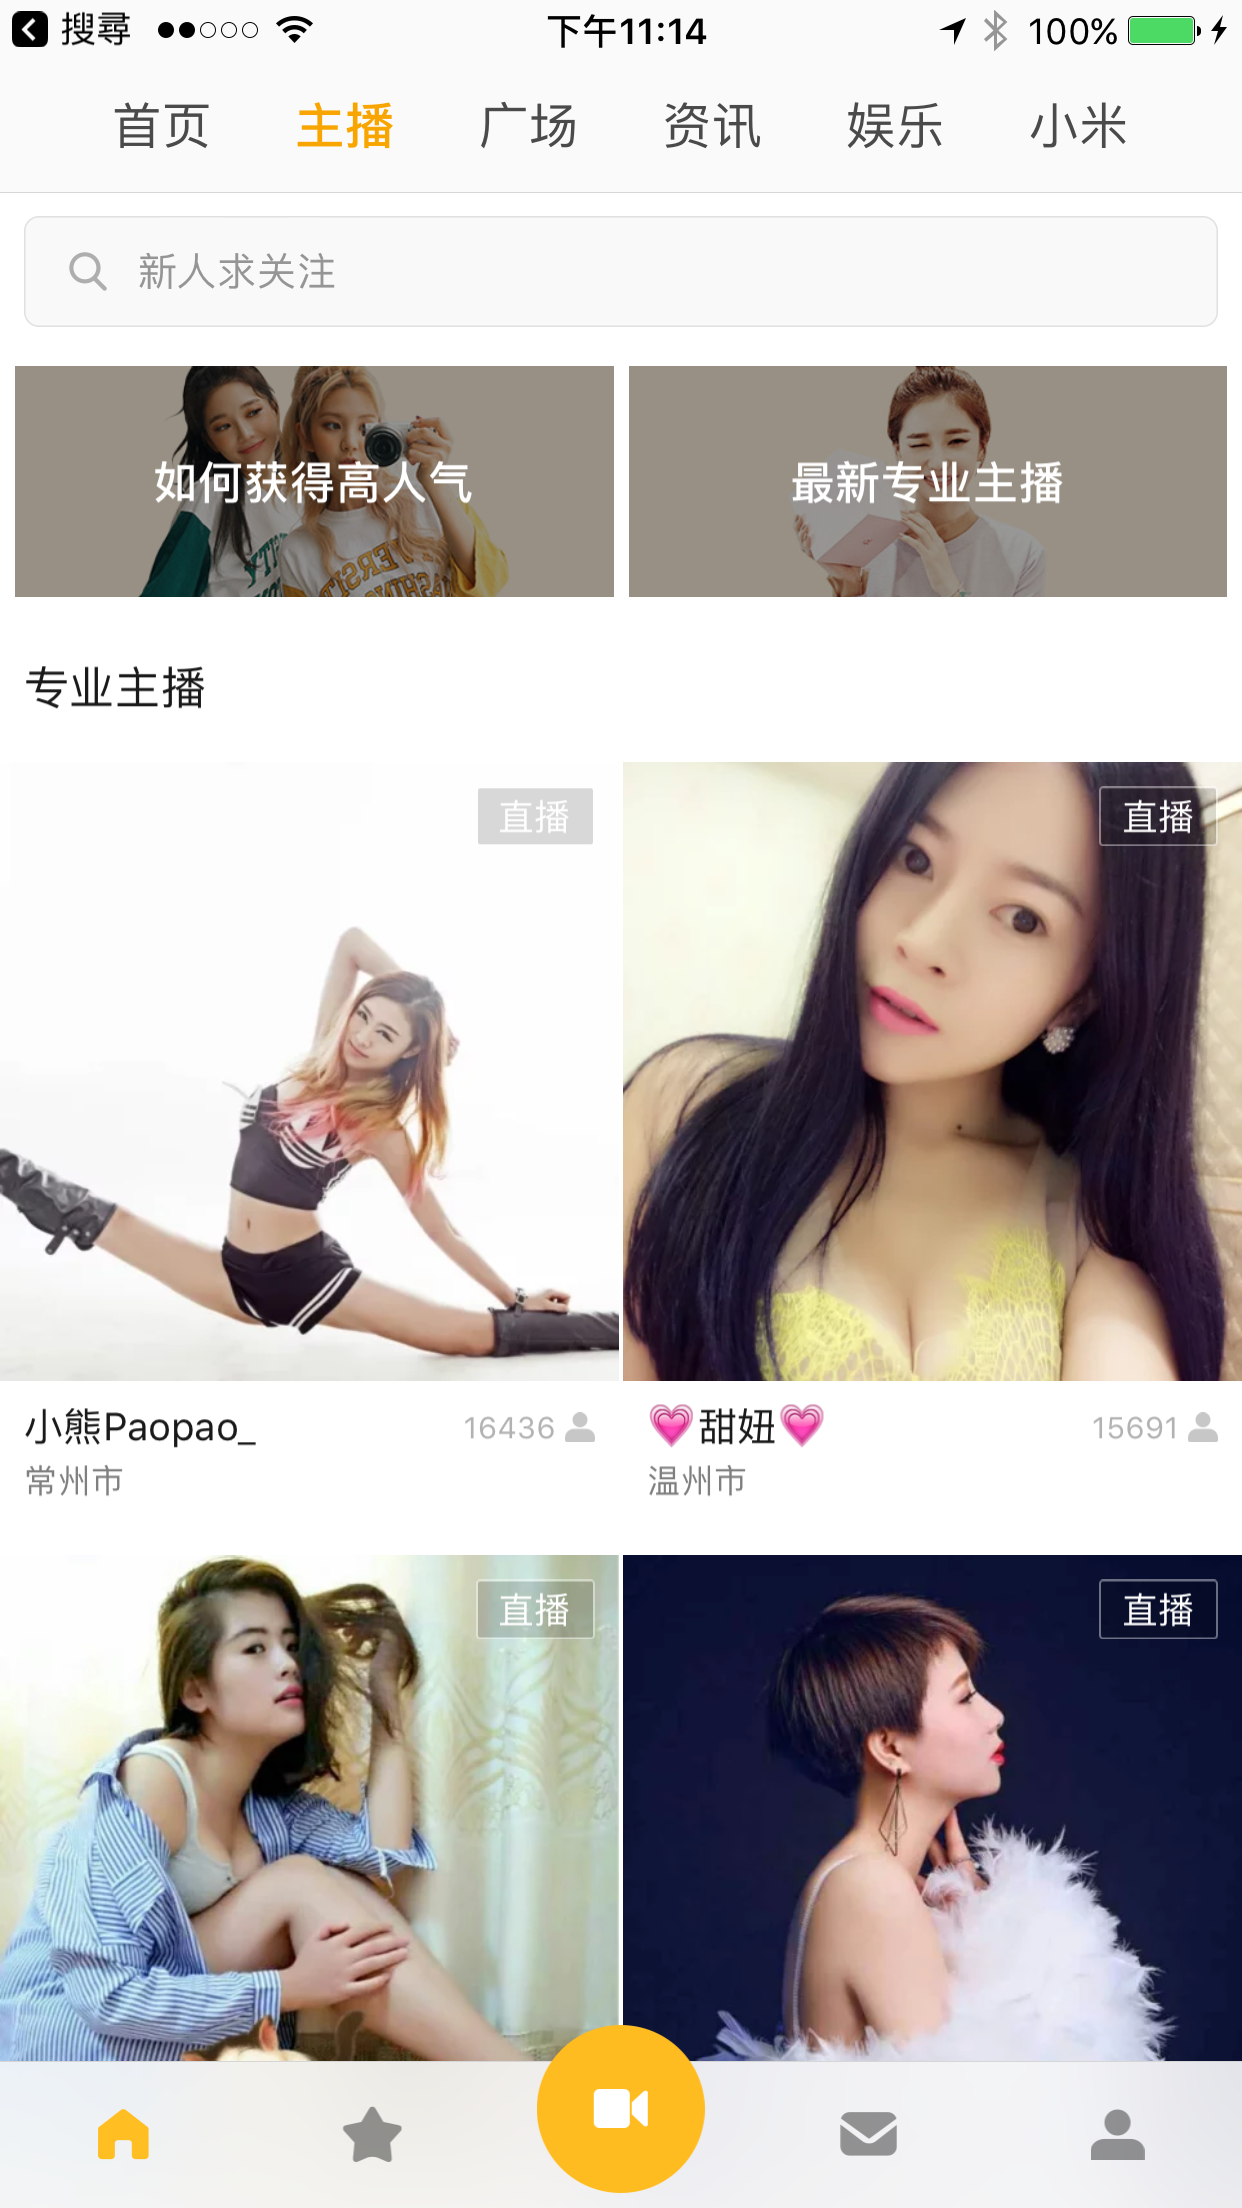 搜尋 下午11:14 100%
首页 主播 广场 资讯 娱乐 小米
新人求关注
如何获得高人气 最新专业主播
专业主播
直播 直播
小熊Paopao_ 16436 💗甜妞💗 15691
常州市 温州市
直播 直播